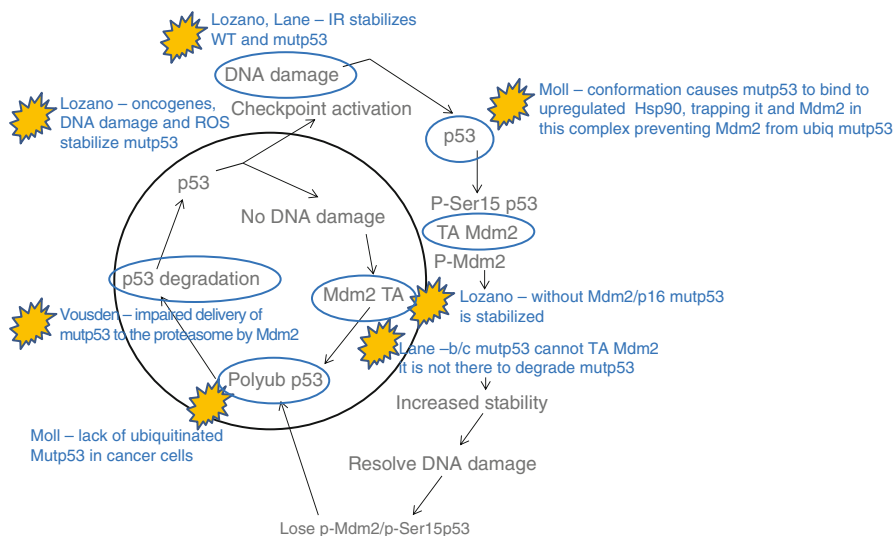 Lozano, Lane – IR stabilizes
WT and mutp53
DNA damage
Checkpoint activation
Lozano – oncogenes,
DNA damage and ROS
stabilize mutp53
Moll – conformation causes mutp53 to bind to
upregulated Hsp90, trapping it and Mdm2 in
this complex preventing Mdm2 from ubiq mutp53
p53
p53
P-Ser15 p53
No DNA damage
TA Mdm2
P-Mdm2
p53 degradation
Mdm2 TA
Lozano – without Mdm2/p16 mutp53
is stabilized
Vousden – impaired delivery of
mutp53 to the proteasome by Mdm2
Lane –b/c mutp53 cannot TA Mdm2
it is not there to degrade mutp53
Polyub p53
Increased stability
Moll – lack of ubiquitinated
Mutp53 in cancer cells
Resolve DNA damage
Lose p-Mdm2/p-Ser15p53